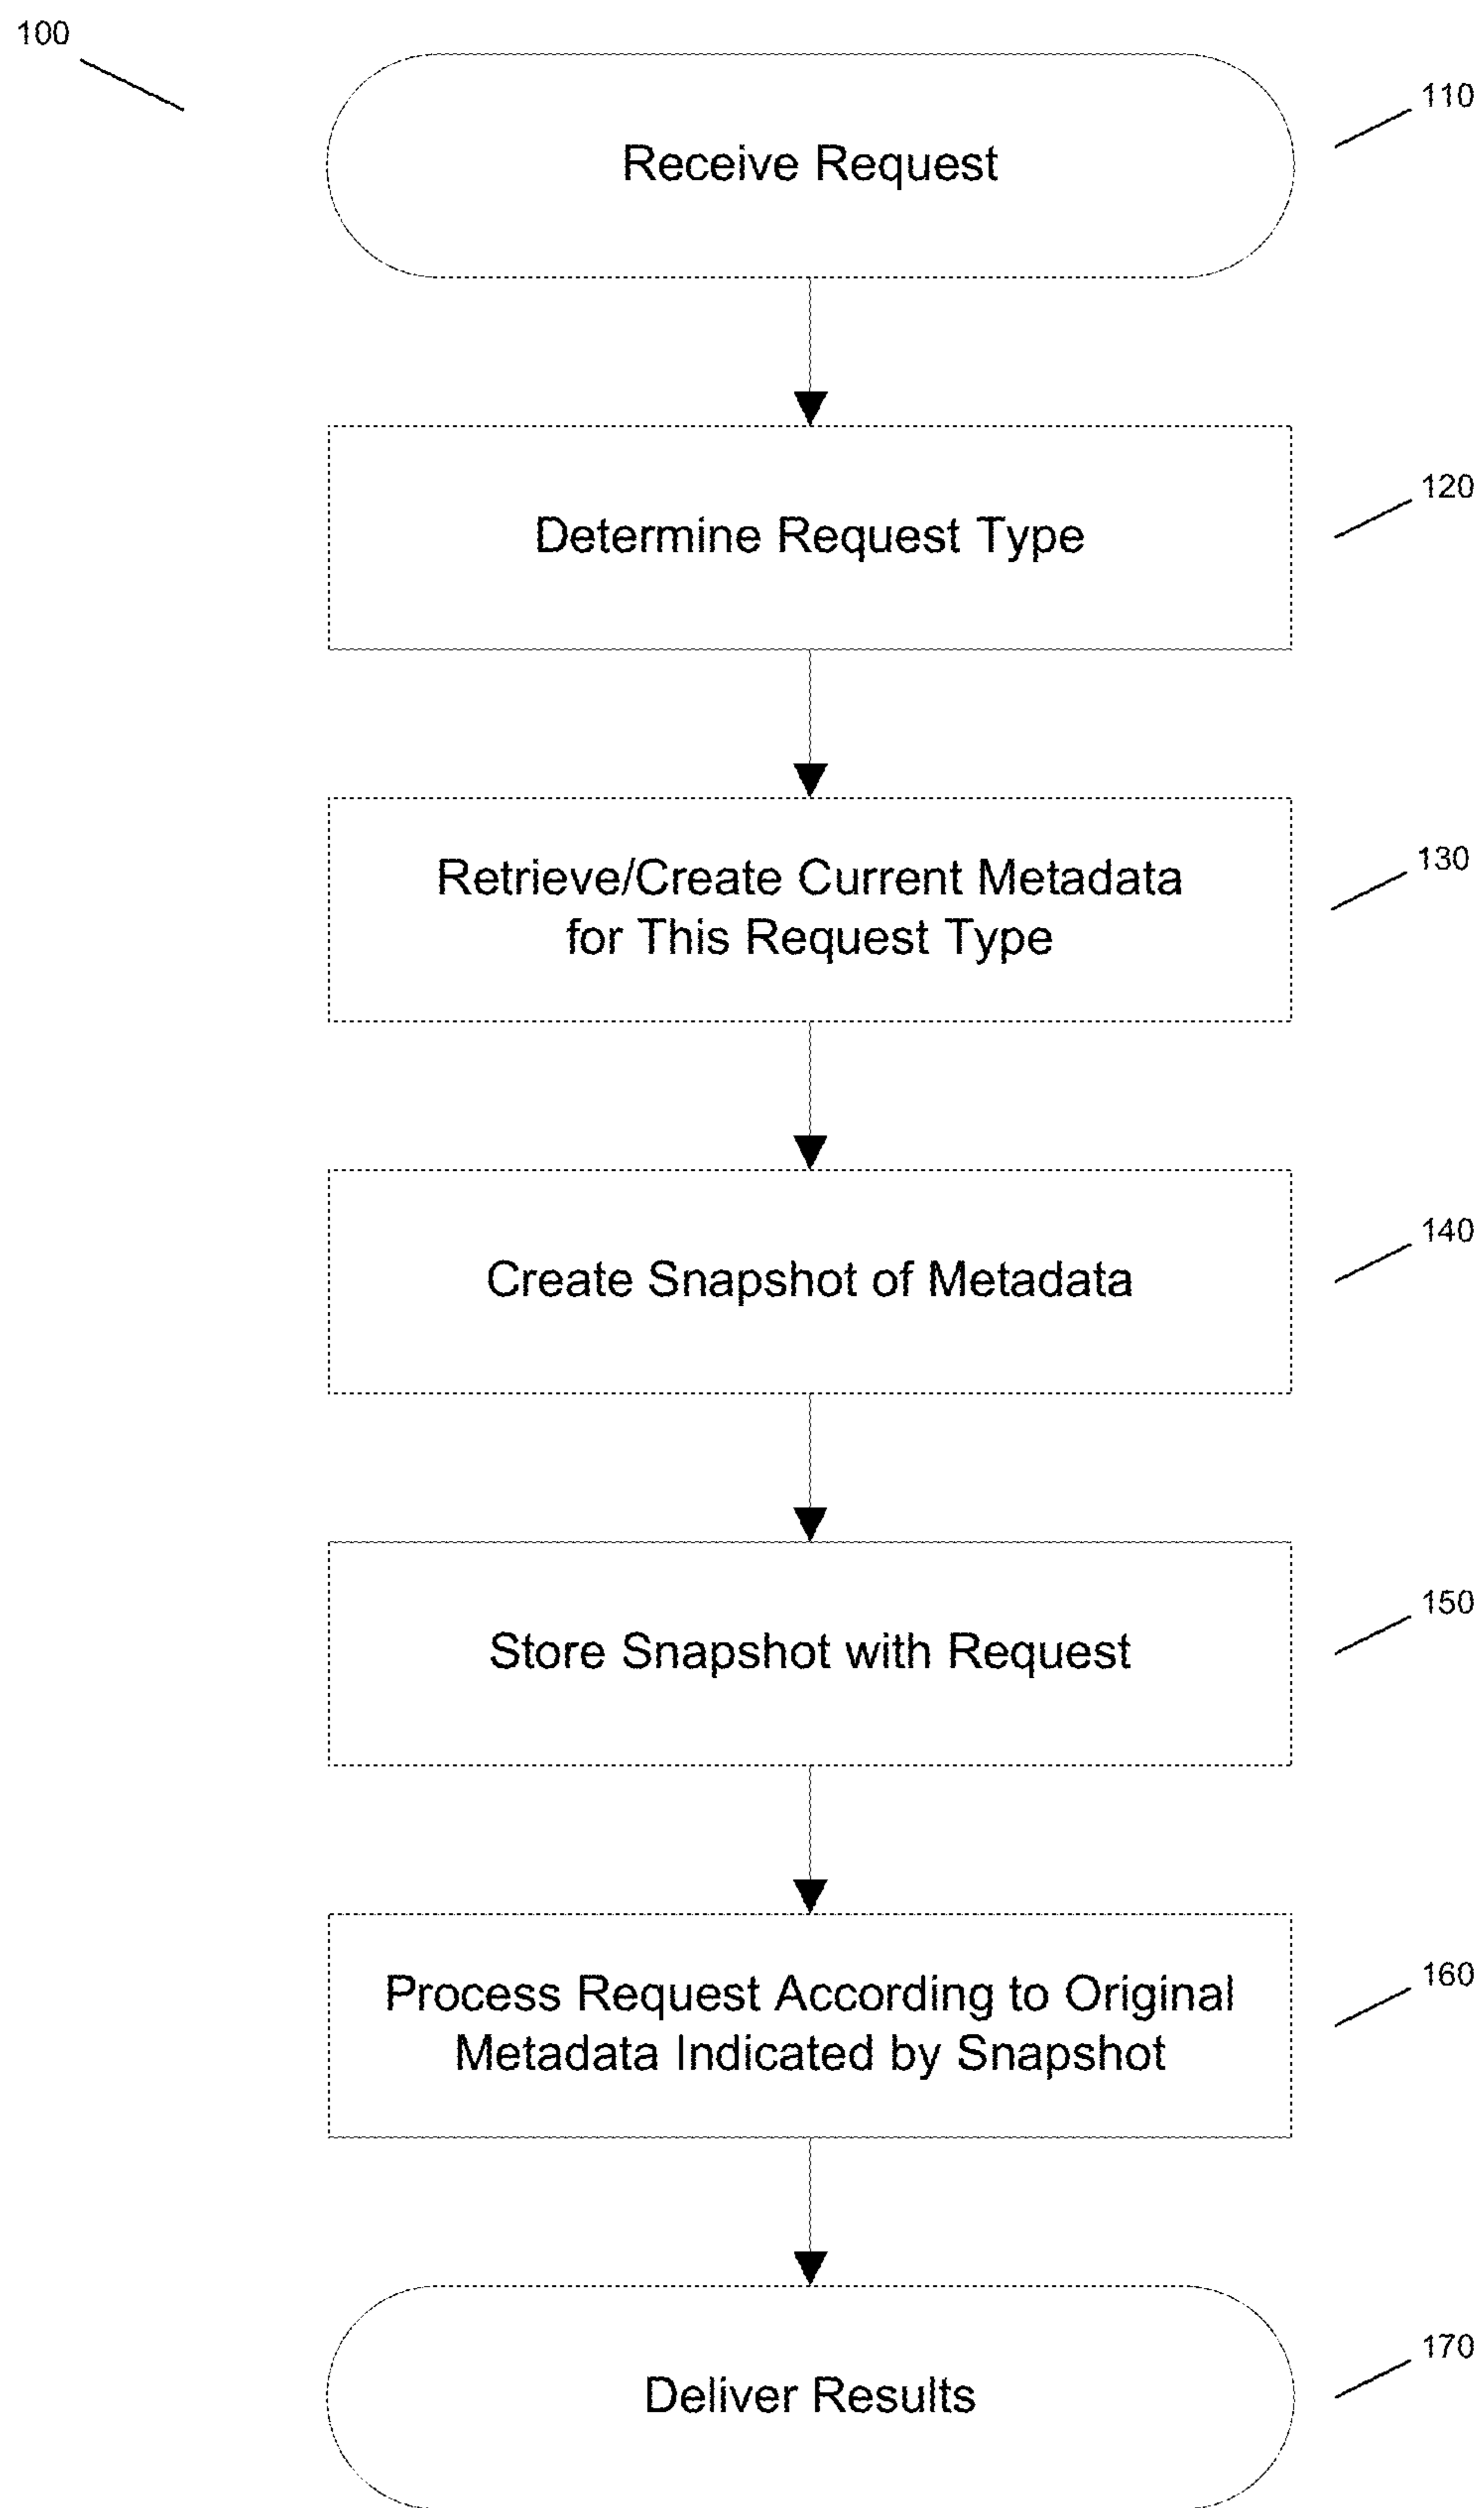 100
110
Receive Request
120
Determine Request Type
130
Retrieve/Create Current Metadata
for This Request Type
140
Create Snapshot of Metadata
150
Store Snapshot with Request
160
Process Request According to Original
Metadata Indicated by Snapshot
170
Deliver Results